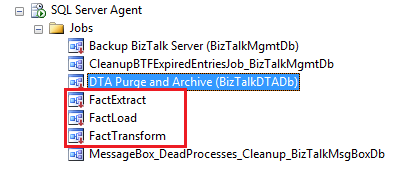 SQL Server Agent
Jobs
Backup BizTalk Server (BizTalkMgmtDb)
CleanupBTFExpiredEntriesJob_BizTalkMgmtDb
DTA Purge and Archive (BizTalkDTADb)
FactExtract
FactLoad
FactTransform
MessageBox_DeadProcesses_Cleanup_BizTalkMsgBoxDb